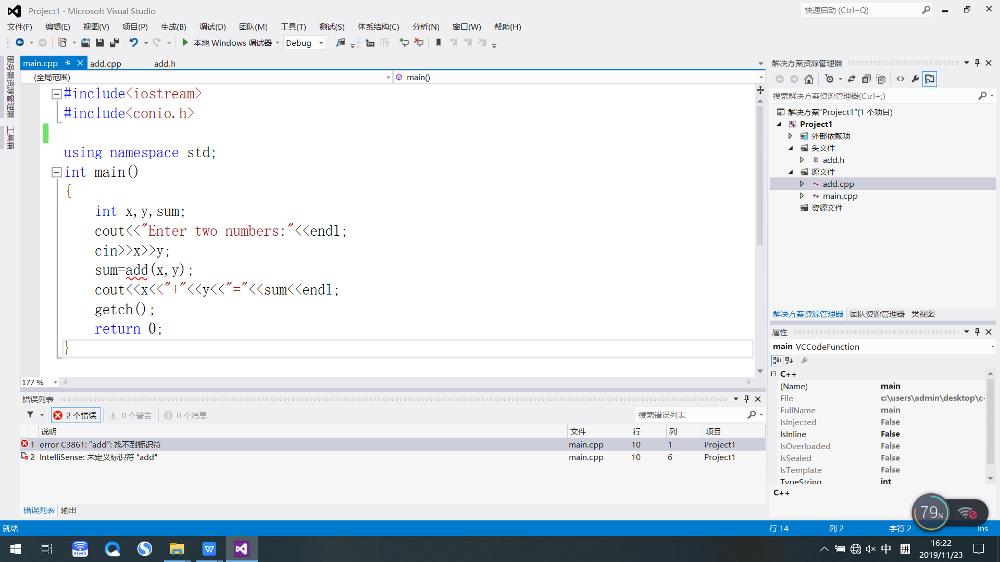 Project1 - Microsoft Visual Studio
快速启动 (Ctrl+Q)
文件(F) 编辑(E) 视图(V) 项目(P) 生成(B) 调试(D) 团队(M) 工具(T) 测试(S) 体系结构(C) 分析(N) 窗口(W) 帮助(H)
本地 Windows 调试器 Debug
服务器资源管理器
工具箱
main.cpp add.cpp add.h
(全局范围) main()
#include<iostream>
#include<conio.h>
using namespace std;
int main()
{
int x,y,sum;
cout<<"Enter two numbers:"<<endl;
cin>>x>>y;
sum=add(x,y);
cout<<x<<"+"<<y<<"="<<sum<<endl;
getch();
return 0;
}
177 %
错误列表
2 个错误 0 个警告 0 个消息
搜索错误列表
说明 文件 行 列 项目
1 error C3861: “add”: 找不到标识符 main.cpp 10 1 Project1
2 IntelliSense: 未定义标识符 "add" main.cpp 10 6 Project1
错误列表 输出
解决方案资源管理器
搜索解决方案资源管理器(Ctrl+;)
解决方案“Project1”(1 个项目)
Project1
外部依赖项
头文件
add.h
源文件
add.cpp
main.cpp
资源文件
解决方案资源管理器 团队资源管理器 类视图
属性
main VCCodeFunction
C++
(Name) main
File c:\users\admin\desktop\c-
FullName main
IsInjected False
IsInline False
IsOverloaded False
IsSealed False
IsTemplate False
TypeString int
C++
79%
就绪 行 14 列 2 字符 2 Ins
91wifi
中 拼
16:22
2019/11/23